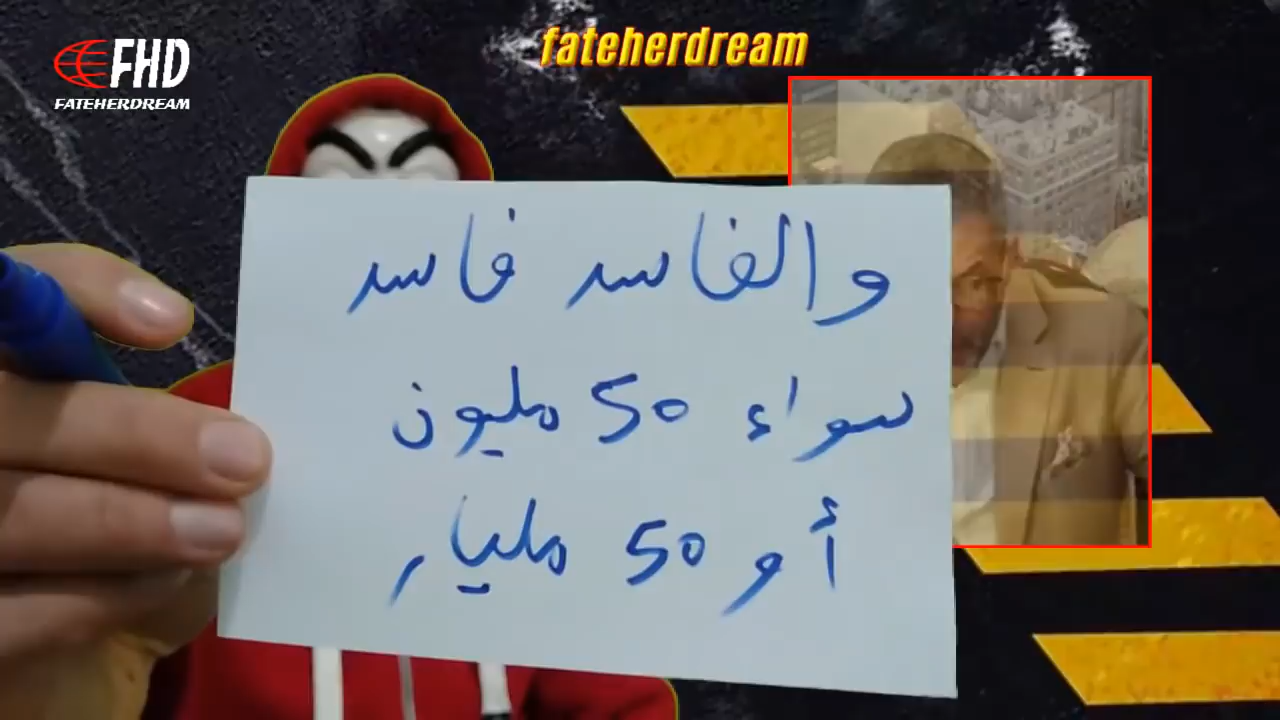 fateherdream
FHD
FATEHERDREAM
والفاسد فاسد
سواء 50 مليون
أو 50 مليار